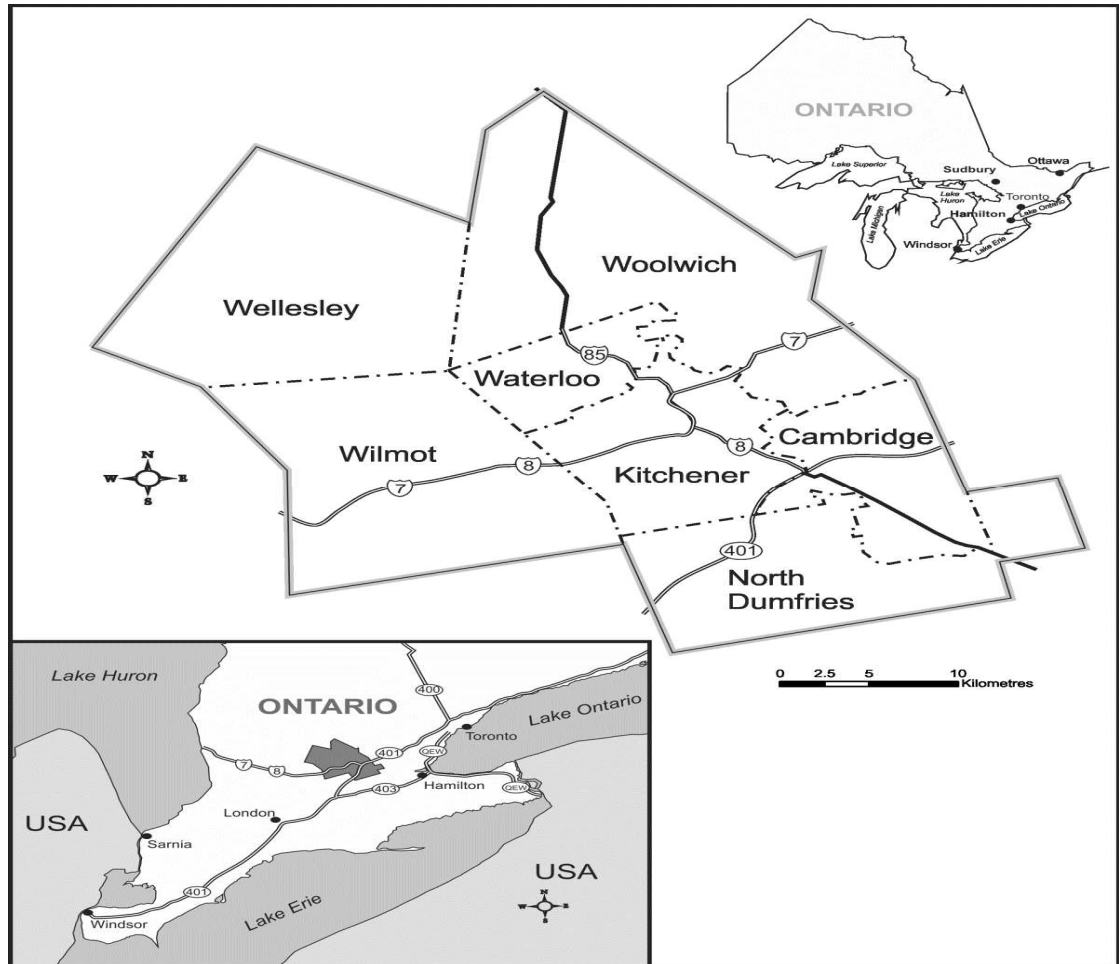 ONTARIO
Lake Superior
Sudbury
Ottawa
Lake
Huron
Toronto
Lake Michigan
Hamilton
Lake Ontario
Windsor
Lake Erie
Woolwich
Wellesley
7
85
Waterloo
Cambridge
Wilmot
8
8
Kitchener
7
N
W E
S
401
North
Dumfries
0 2.5 5 10
Kilometres
Lake Huron
400
ONTARIO
Lake Ontario
Toronto
401
QEW
7
8
Hamilton
403
QEW
London
USA
Sarnia
USA
401
N
W E
S
Lake Erie
Windsor